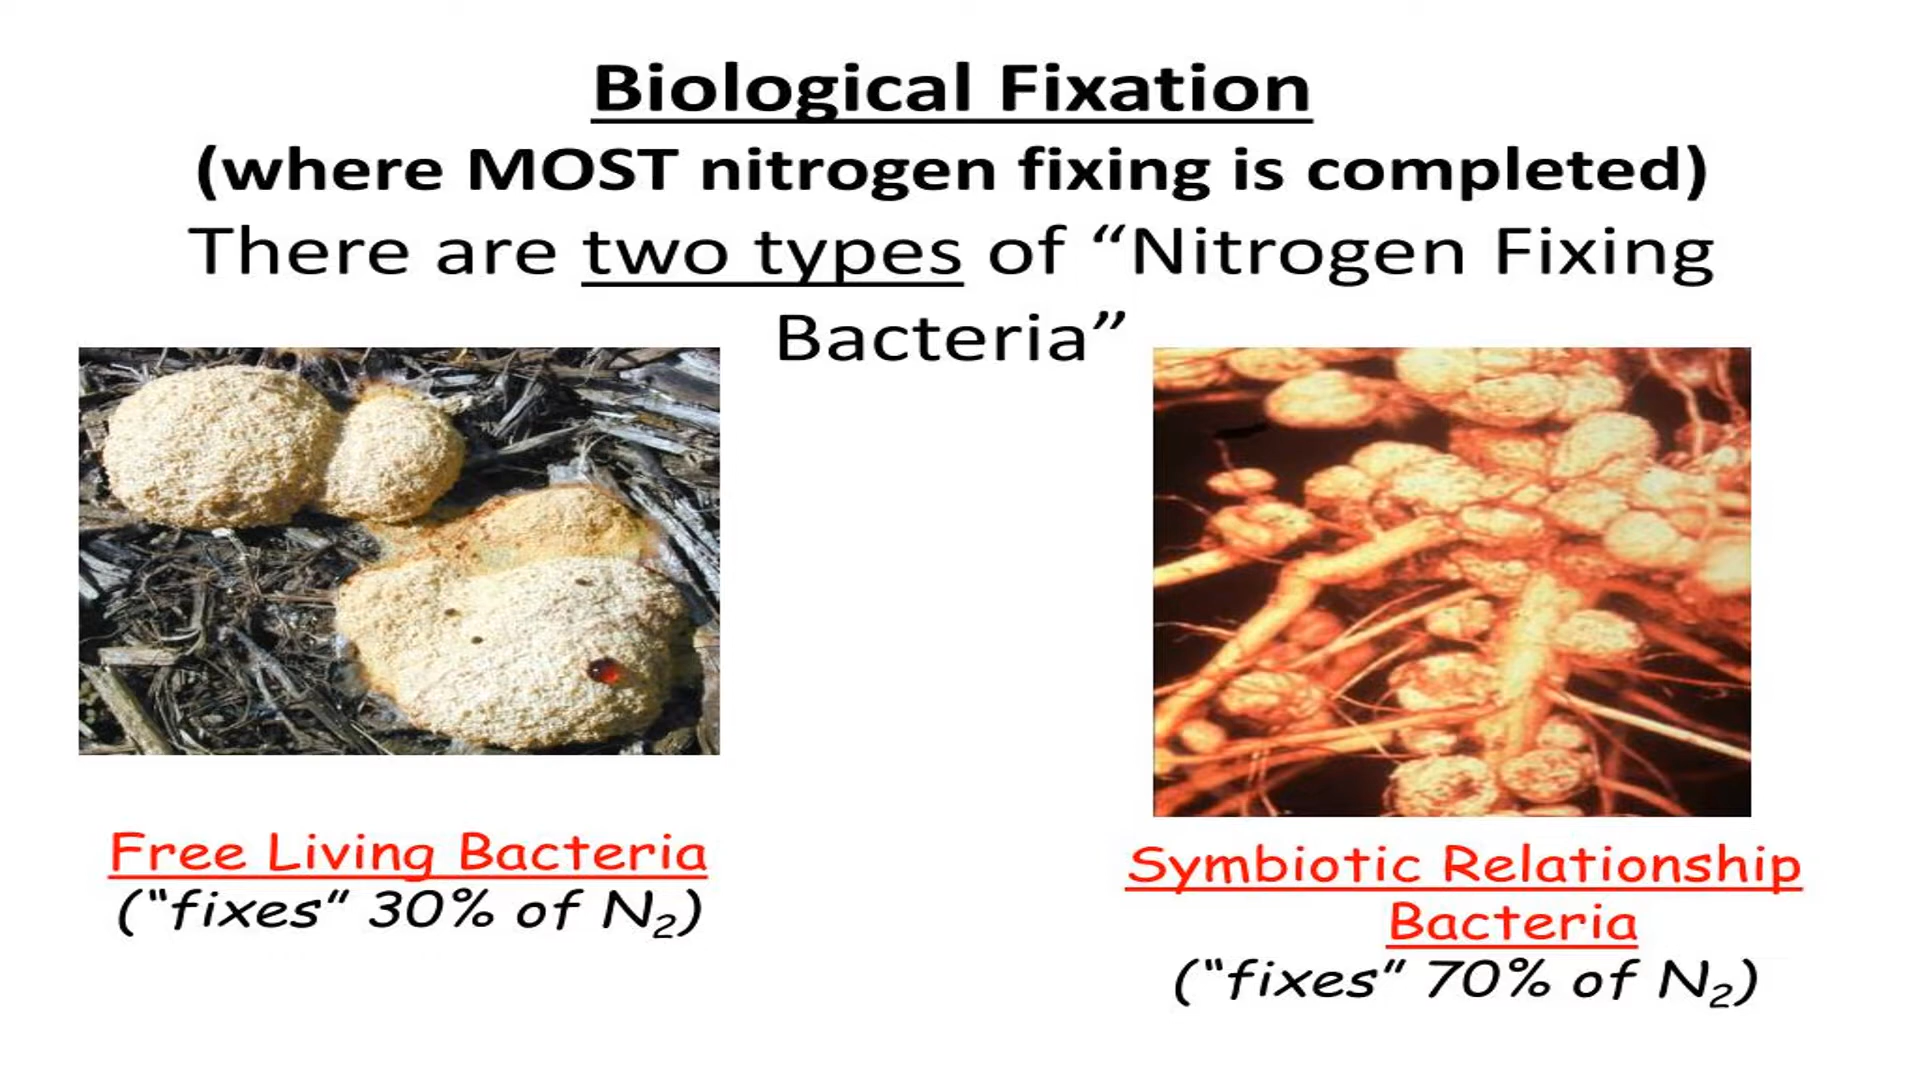 Biological Fixation
(where MOST nitrogen fixing is completed)
There are two types of “Nitrogen Fixing
Bacteria”
Free Living Bacteria
(“fixes” 30% of N₂)
Symbiotic Relationship
Bacteria
(“fixes” 70% of N₂)